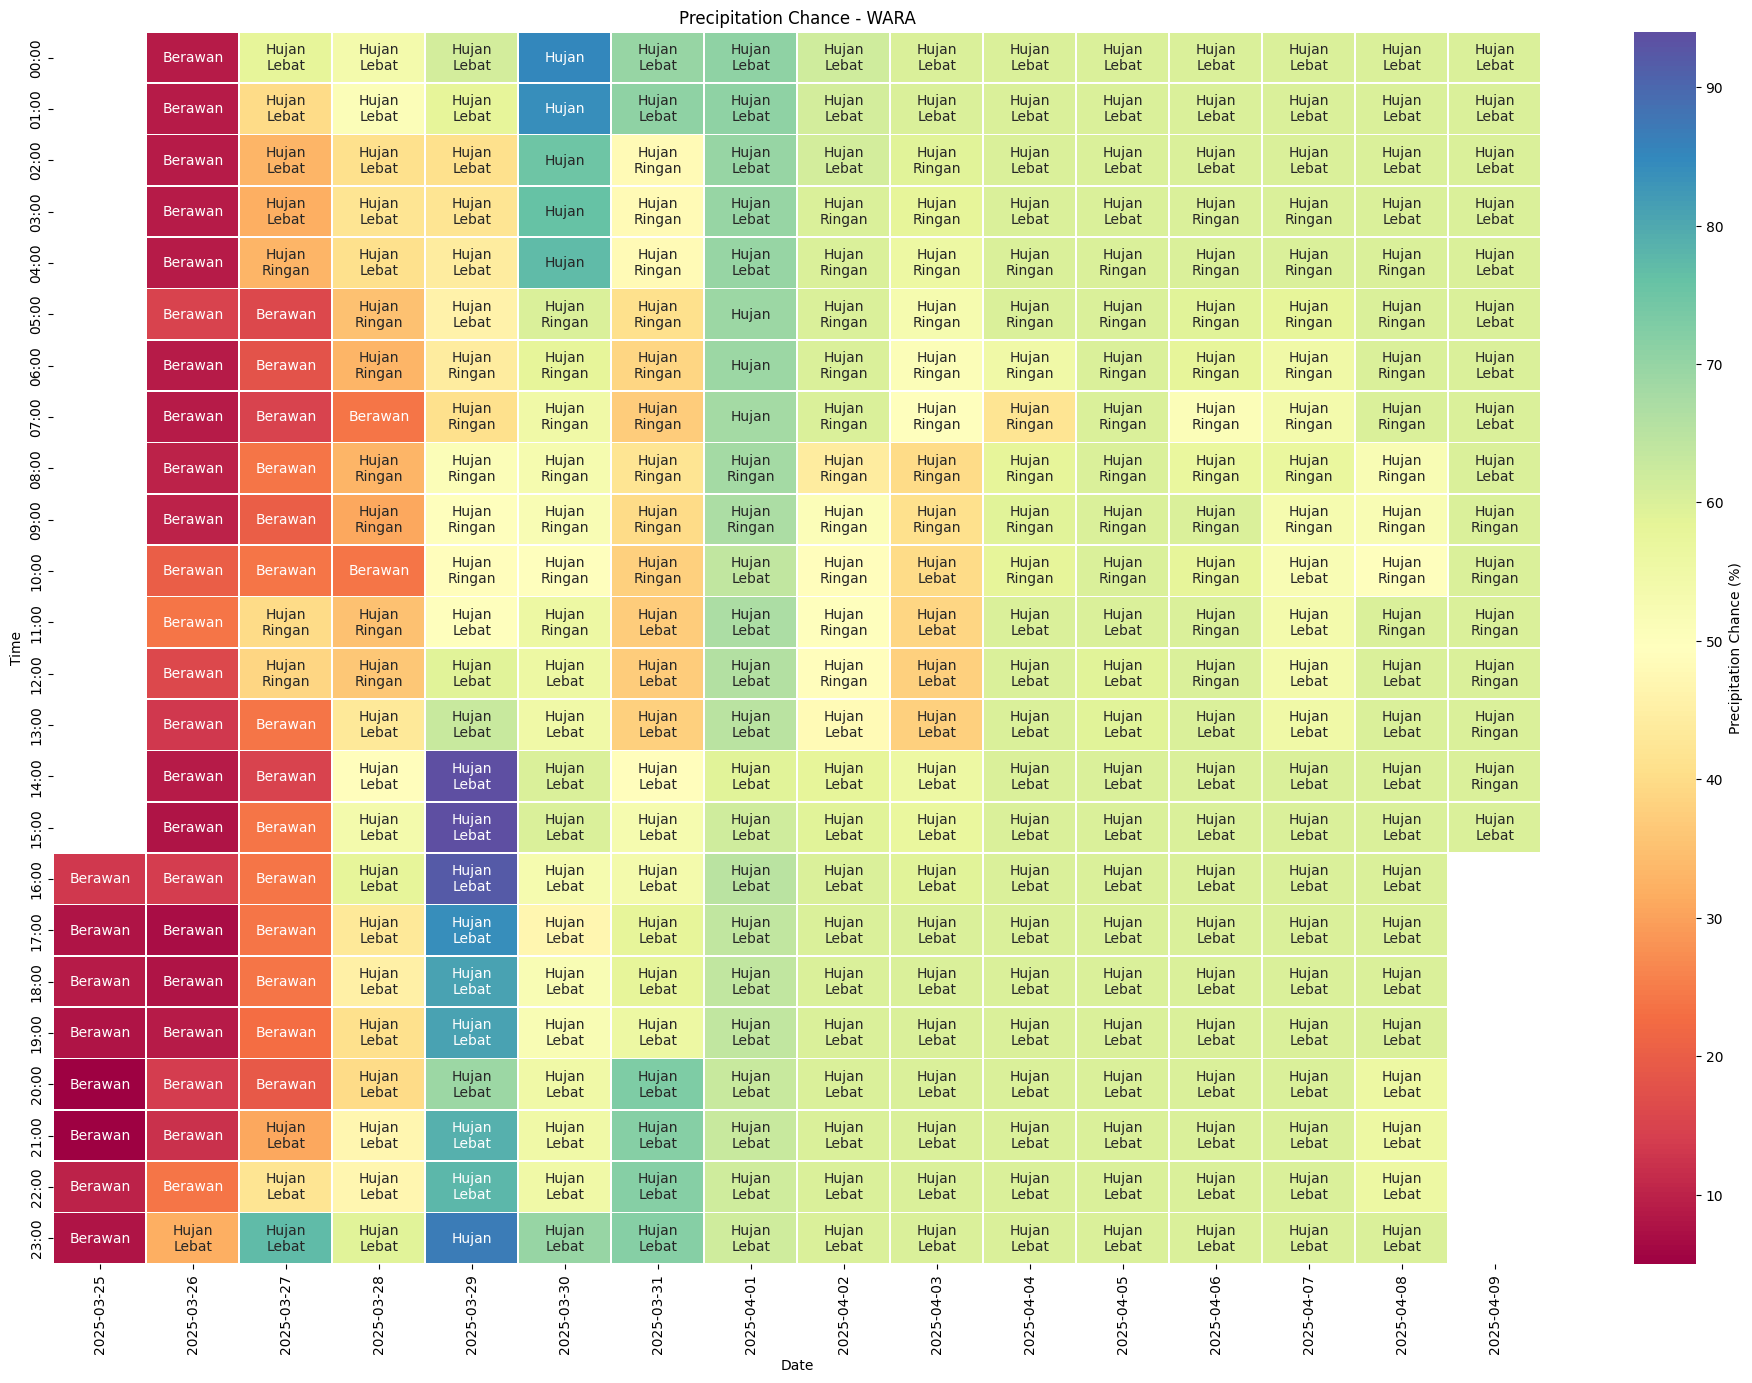 Precipitation Chance - WARA
00:00 Berawan Hujan Lebat Hujan Lebat Hujan Lebat Hujan Hujan Lebat Hujan Lebat Hujan Lebat Hujan Lebat Hujan Lebat Hujan Lebat Hujan Lebat Hujan Lebat Hujan Lebat Hujan Lebat
01:00 Berawan Hujan Lebat Hujan Lebat Hujan Lebat Hujan Hujan Lebat Hujan Lebat Hujan Lebat Hujan Lebat Hujan Lebat Hujan Lebat Hujan Lebat Hujan Lebat Hujan Lebat Hujan Lebat
02:00 Berawan Hujan Lebat Hujan Lebat Hujan Lebat Hujan Hujan Ringan Hujan Lebat Hujan Lebat Hujan Ringan Hujan Lebat Hujan Lebat Hujan Lebat Hujan Lebat Hujan Lebat Hujan Lebat
03:00 Berawan Hujan Lebat Hujan Lebat Hujan Lebat Hujan Hujan Ringan Hujan Lebat Hujan Ringan Hujan Ringan Hujan Lebat Hujan Lebat Hujan Ringan Hujan Ringan Hujan Lebat Hujan Lebat
04:00 Berawan Hujan Ringan Hujan Lebat Hujan Lebat Hujan Hujan Ringan Hujan Lebat Hujan Ringan Hujan Ringan Hujan Ringan Hujan Ringan Hujan Ringan Hujan Ringan Hujan Ringan Hujan Lebat
05:00 Berawan Berawan Hujan Ringan Hujan Lebat Hujan Ringan Hujan Ringan Hujan Hujan Ringan Hujan Ringan Hujan Ringan Hujan Ringan Hujan Ringan Hujan Ringan Hujan Ringan Hujan Lebat
06:00 Berawan Berawan Hujan Ringan Hujan Ringan Hujan Ringan Hujan Ringan Hujan Hujan Ringan Hujan Ringan Hujan Ringan Hujan Ringan Hujan Ringan Hujan Ringan Hujan Ringan Hujan Lebat
07:00 Berawan Berawan Berawan Hujan Ringan Hujan Ringan Hujan Ringan Hujan Hujan Ringan Hujan Ringan Hujan Ringan Hujan Ringan Hujan Ringan Hujan Ringan Hujan Ringan Hujan Lebat
08:00 Berawan Berawan Hujan Ringan Hujan Ringan Hujan Ringan Hujan Ringan Hujan Ringan Hujan Ringan Hujan Ringan Hujan Ringan Hujan Ringan Hujan Ringan Hujan Ringan Hujan Ringan Hujan Lebat
09:00 Berawan Berawan Hujan Ringan Hujan Ringan Hujan Ringan Hujan Ringan Hujan Ringan Hujan Ringan Hujan Ringan Hujan Ringan Hujan Ringan Hujan Ringan Hujan Ringan Hujan Ringan Hujan Ringan
10:00 Berawan Berawan Berawan Hujan Ringan Hujan Ringan Hujan Ringan Hujan Lebat Hujan Ringan Hujan Lebat Hujan Ringan Hujan Ringan Hujan Ringan Hujan Lebat Hujan Ringan Hujan Ringan
11:00 Berawan Hujan Ringan Hujan Ringan Hujan Lebat Hujan Ringan Hujan Lebat Hujan Lebat Hujan Ringan Hujan Lebat Hujan Lebat Hujan Lebat Hujan Ringan Hujan Lebat Hujan Ringan Hujan Ringan
12:00 Berawan Hujan Ringan Hujan Ringan Hujan Lebat Hujan Lebat Hujan Lebat Hujan Lebat Hujan Ringan Hujan Lebat Hujan Lebat Hujan Lebat Hujan Ringan Hujan Lebat Hujan Lebat Hujan Ringan
13:00 Berawan Berawan Hujan Lebat Hujan Lebat Hujan Lebat Hujan Lebat Hujan Lebat Hujan Lebat Hujan Lebat Hujan Lebat Hujan Lebat Hujan Lebat Hujan Lebat Hujan Lebat Hujan Ringan
14:00 Berawan Berawan Hujan Lebat Hujan Lebat Hujan Lebat Hujan Lebat Hujan Lebat Hujan Lebat Hujan Lebat Hujan Lebat Hujan Lebat Hujan Lebat Hujan Lebat Hujan Lebat Hujan Ringan
15:00 Berawan Berawan Hujan Lebat Hujan Lebat Hujan Lebat Hujan Lebat Hujan Lebat Hujan Lebat Hujan Lebat Hujan Lebat Hujan Lebat Hujan Lebat Hujan Lebat Hujan Lebat Hujan Lebat
16:00 Berawan Berawan Berawan Hujan Lebat Hujan Lebat Hujan Lebat Hujan Lebat Hujan Lebat Hujan Lebat Hujan Lebat Hujan Lebat Hujan Lebat Hujan Lebat Hujan Lebat Hujan Lebat
17:00 Berawan Berawan Berawan Hujan Lebat Hujan Lebat Hujan Lebat Hujan Lebat Hujan Lebat Hujan Lebat Hujan Lebat Hujan Lebat Hujan Lebat Hujan Lebat Hujan Lebat Hujan Lebat
18:00 Berawan Berawan Berawan Hujan Lebat Hujan Lebat Hujan Lebat Hujan Lebat Hujan Lebat Hujan Lebat Hujan Lebat Hujan Lebat Hujan Lebat Hujan Lebat Hujan Lebat Hujan Lebat
19:00 Berawan Berawan Berawan Hujan Lebat Hujan Lebat Hujan Lebat Hujan Lebat Hujan Lebat Hujan Lebat Hujan Lebat Hujan Lebat Hujan Lebat Hujan Lebat Hujan Lebat Hujan Lebat
20:00 Berawan Berawan Berawan Hujan Lebat Hujan Lebat Hujan Lebat Hujan Lebat Hujan Lebat Hujan Lebat Hujan Lebat Hujan Lebat Hujan Lebat Hujan Lebat Hujan Lebat Hujan Lebat
21:00 Berawan Berawan Hujan Lebat Hujan Lebat Hujan Lebat Hujan Lebat Hujan Lebat Hujan Lebat Hujan Lebat Hujan Lebat Hujan Lebat Hujan Lebat Hujan Lebat Hujan Lebat Hujan Lebat
22:00 Berawan Berawan Hujan Lebat Hujan Lebat Hujan Lebat Hujan Lebat Hujan Lebat Hujan Lebat Hujan Lebat Hujan Lebat Hujan Lebat Hujan Lebat Hujan Lebat Hujan Lebat Hujan Lebat
23:00 Berawan Hujan Lebat Hujan Lebat Hujan Lebat Hujan Hujan Lebat Hujan Lebat Hujan Lebat Hujan Lebat Hujan Lebat Hujan Lebat Hujan Lebat Hujan Lebat Hujan Lebat
Time
2025-03-25 2025-03-26 2025-03-27 2025-03-28 2025-03-29 2025-03-30 2025-03-31 2025-04-01 2025-04-02 2025-04-03 2025-04-04 2025-04-05 2025-04-06 2025-04-07 2025-04-08 2025-04-09
Date
90
80
70
60
50
40
30
20
10
Precipitation Chance (%)